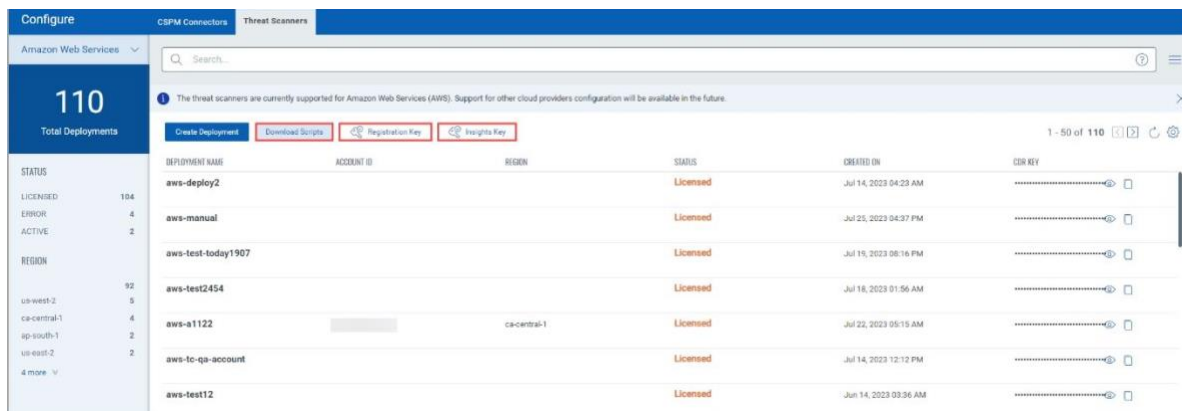 Configure
CSPM Connectors
Threat Scanners
Amazon Web Services
Search...
110
Total Deployments
The threat scanners are currently supported for Amazon Web Services (AWS). Support for other cloud providers configuration will be available in the future.
Create Deployment
Download Scripts
Registration Key
Insights Key
1 - 50 of 110
STATUS
LICENSED 104
ERROR 4
ACTIVE 2
REGION
92
us-west-2 5
ca-central-1 4
ap-south-1 2
us-east-2 2
4 more
DEPLOYMENT NAME ACCOUNT ID REGION STATUS CREATED ON CDR KEY
aws-deploy2 Licensed Jul 14, 2023 04:23 AM
aws-manual Licensed Jul 25, 2023 04:37 PM
aws-test-today1907 Licensed Jul 19, 2023 08:16 PM
aws-test2454 Licensed Jul 18, 2023 01:56 AM
aws-a1122 ca-central-1 Licensed Jul 22, 2023 05:15 AM
aws-tc-qa-account Licensed Jul 14, 2023 12:12 PM
aws-test12 Licensed Jun 14, 2023 03:36 AM